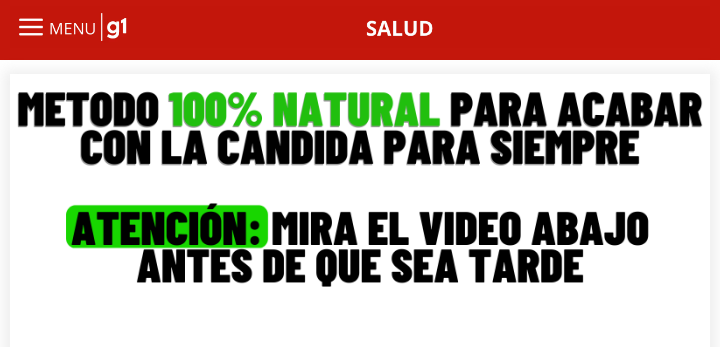 MENU g1 SALUD
METODO 100% NATURAL PARA ACABAR
CON LA CANDIDA PARA SIEMPRE
ATENCIÓN: MIRA EL VIDEO ABAJO
ANTES DE QUE SEA TARDE